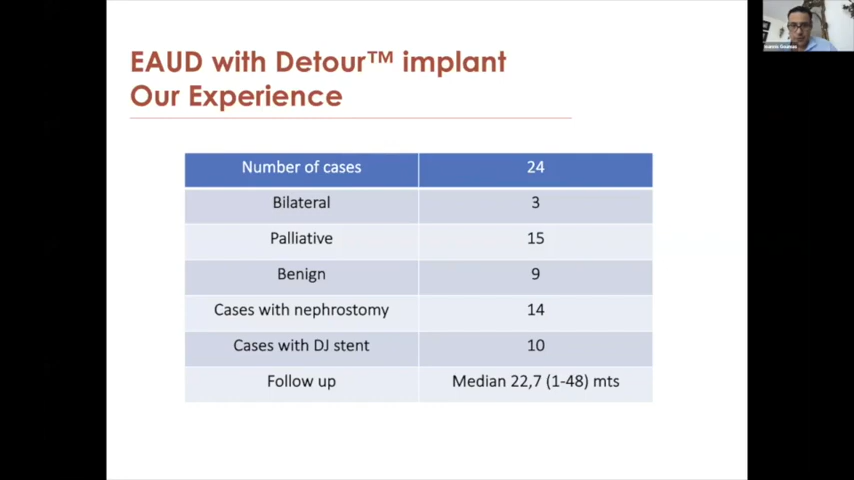 EAUD with Detour™ implant
Our Experience
Number of cases 24
Bilateral 3
Palliative 15
Benign 9
Cases with nephrostomy 14
Cases with DJ stent 10
Follow up Median 22,7 (1-48) mts